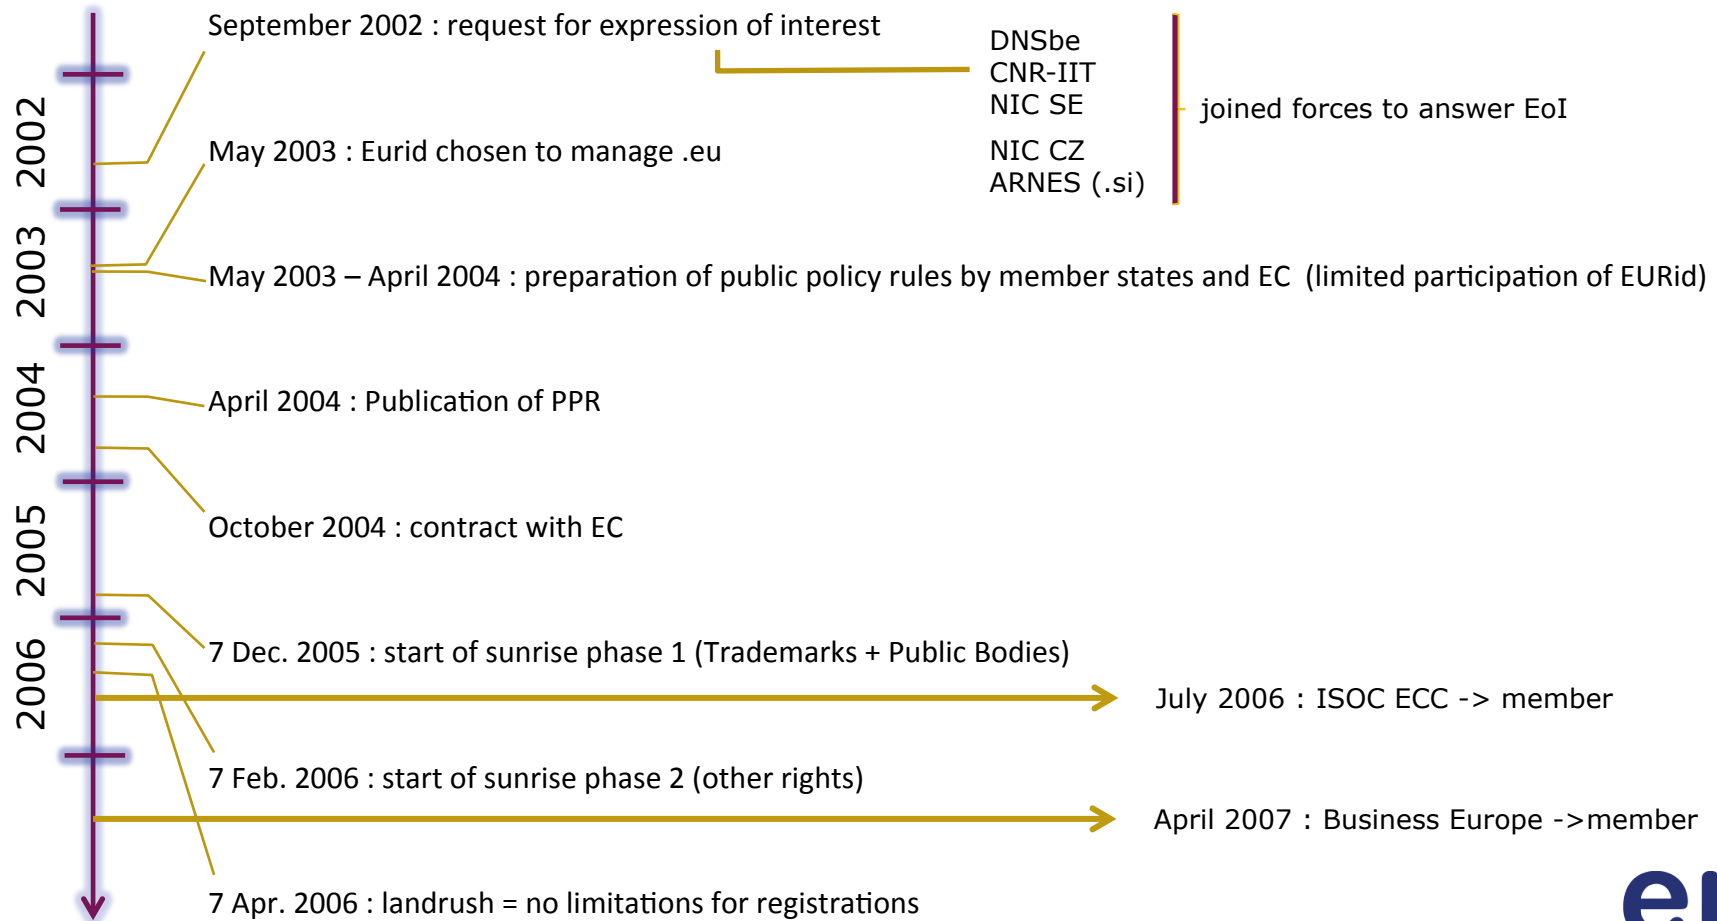 September 2002 : request for expression of interest
DNSbe
CNR-IIT
NIC SE
NIC CZ
ARNES (.si)
joined forces to answer EoI
2002
May 2003 : Eurid chosen to manage .eu
2003
May 2003 – April 2004 : preparation of public policy rules by member states and EC (limited participation of EURid)
2004
April 2004 : Publication of PPR
October 2004 : contract with EC
2005
7 Dec. 2005 : start of sunrise phase 1 (Trademarks + Public Bodies)
2006
July 2006 : ISOC ECC -> member
7 Feb. 2006 : start of sunrise phase 2 (other rights)
April 2007 : Business Europe ->member
7 Apr. 2006 : landrush = no limitations for registrations